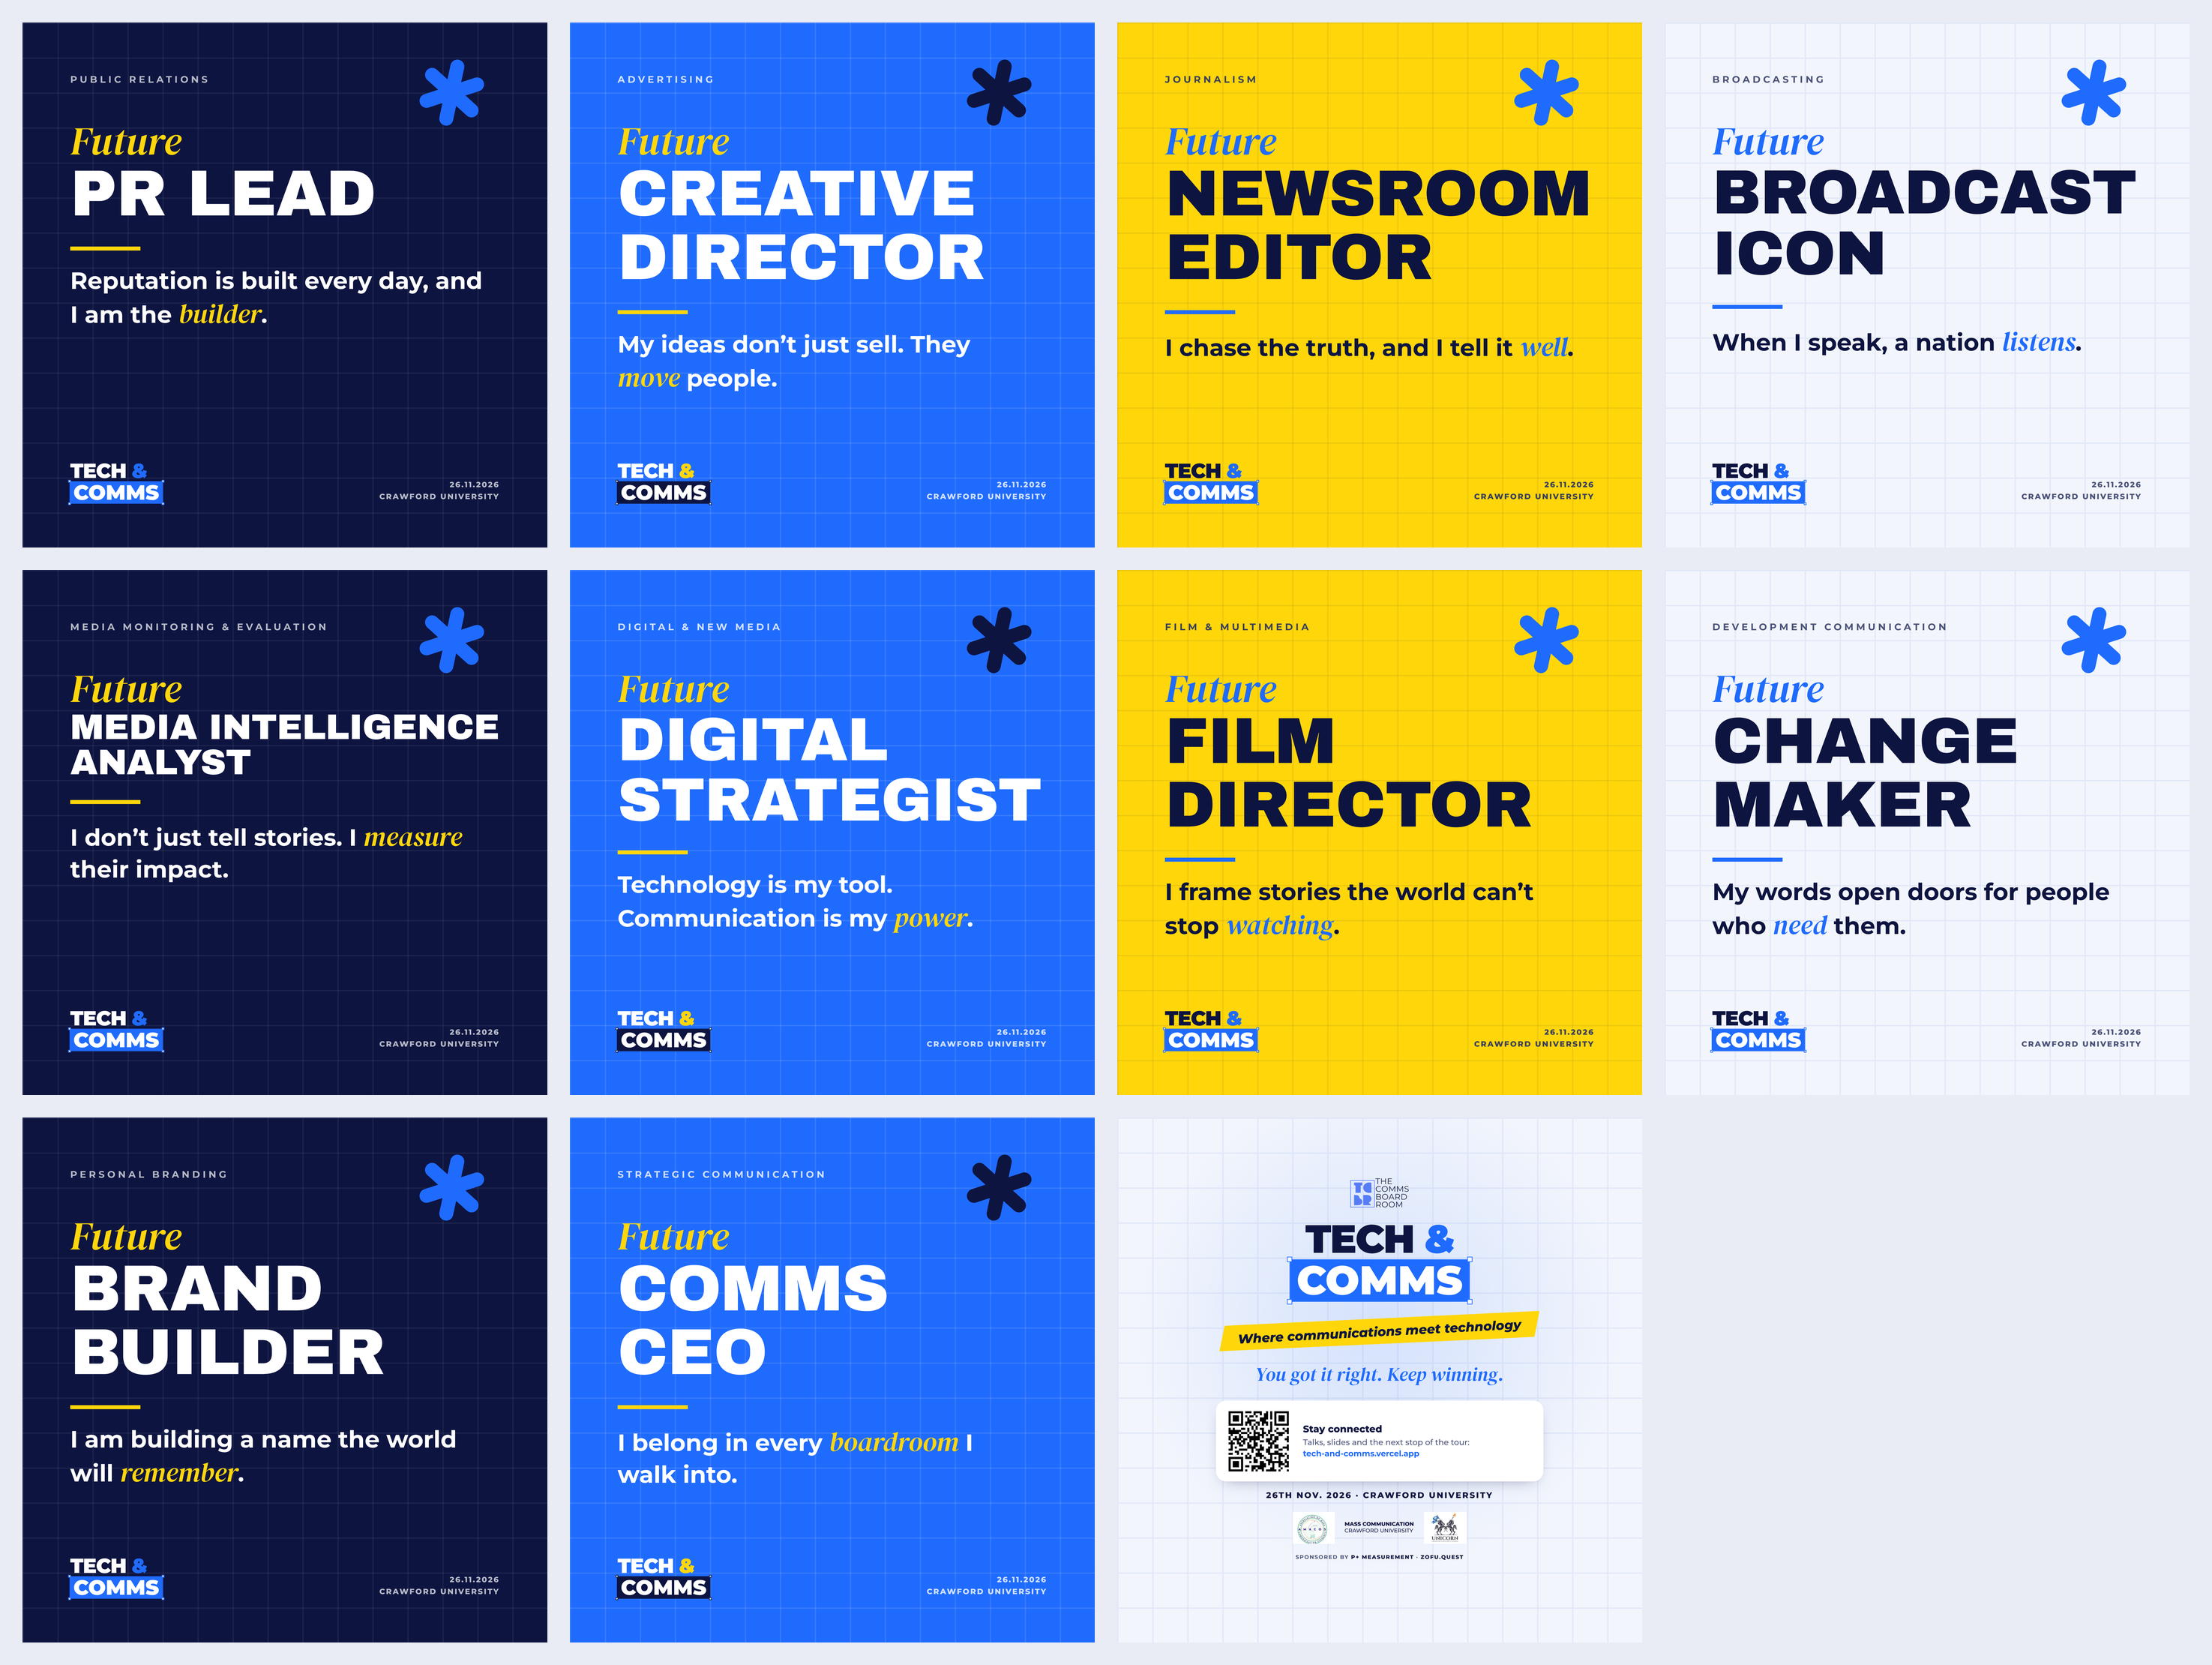 PUBLIC RELATIONS
Future
PR LEAD
Reputation is built every day, and
I am the builder.
TECH &
COMMS
26.11.2026
CRAWFORD UNIVERSITY
ADVERTISING
Future
CREATIVE
DIRECTOR
My ideas don’t just sell. They
move people.
TECH &
COMMS
26.11.2026
CRAWFORD UNIVERSITY
JOURNALISM
Future
NEWSROOM
EDITOR
I chase the truth, and I tell it well.
TECH &
COMMS
26.11.2026
CRAWFORD UNIVERSITY
BROADCASTING
Future
BROADCAST
ICON
When I speak, a nation listens.
TECH &
COMMS
26.11.2026
CRAWFORD UNIVERSITY
MEDIA MONITORING & EVALUATION
Future
MEDIA INTELLIGENCE
ANALYST
I don’t just tell stories. I measure
their impact.
TECH &
COMMS
26.11.2026
CRAWFORD UNIVERSITY
DIGITAL & NEW MEDIA
Future
DIGITAL
STRATEGIST
Technology is my tool.
Communication is my power.
TECH &
COMMS
26.11.2026
CRAWFORD UNIVERSITY
FILM & MULTIMEDIA
Future
FILM
DIRECTOR
I frame stories the world can’t
stop watching.
TECH &
COMMS
26.11.2026
CRAWFORD UNIVERSITY
DEVELOPMENT COMMUNICATION
Future
CHANGE
MAKER
My words open doors for people
who need them.
TECH &
COMMS
26.11.2026
CRAWFORD UNIVERSITY
PERSONAL BRANDING
Future
BRAND
BUILDER
I am building a name the world
will remember.
TECH &
COMMS
26.11.2026
CRAWFORD UNIVERSITY
STRATEGIC COMMUNICATION
Future
COMMS
CEO
I belong in every boardroom I
walk into.
TECH &
COMMS
26.11.2026
CRAWFORD UNIVERSITY
THE
COMMS
BOARD
ROOM
TECH &
COMMS
Where communications meet technology
You got it right. Keep winning.
Stay connected
Talks, slides and the next stop of the tour:
tech-and-comms.vercel.app
26TH NOV. 2026 · CRAWFORD UNIVERSITY
MASS COMMUNICATION
CRAWFORD UNIVERSITY
UNICORN
SPONSORED BY P+ MEASUREMENT · ZOFU.QUEST